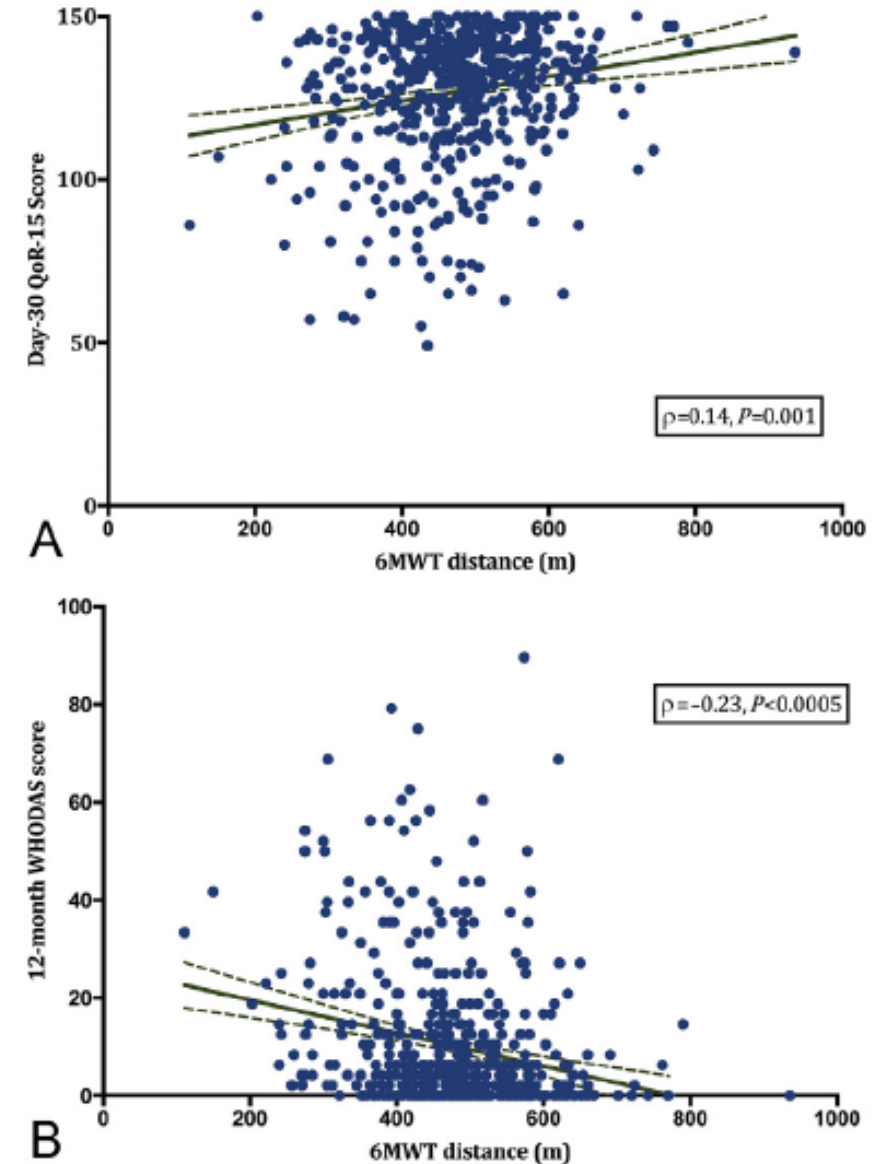 150
100
50
0
Day-30 QoR-15 Score
ρ=0.14, P=0.001
0 200 400 600 800 1000
6MWT distance (m)
A
100
80
60
40
20
0
12-month WHODAS score
ρ=-0.23, P<0.0005
0 200 400 600 800 1000
6MWT distance (m)
B